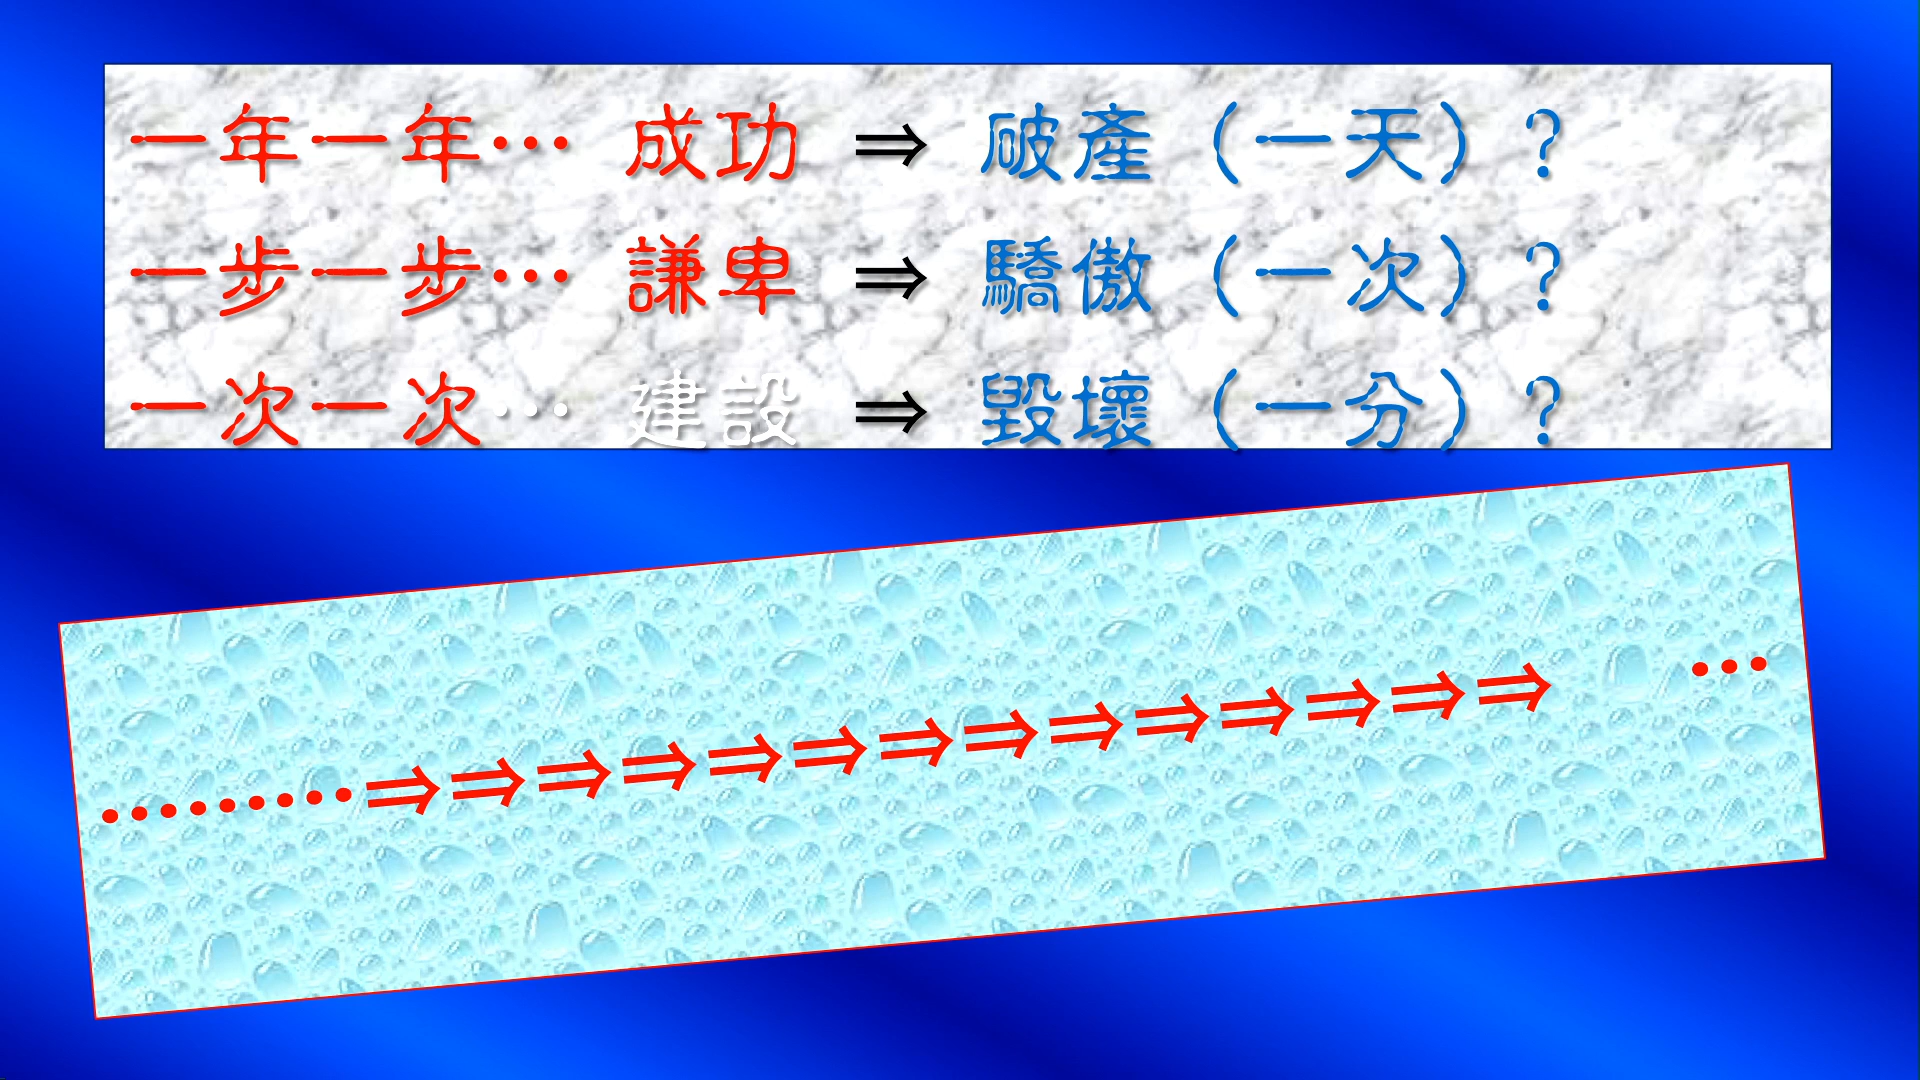 一年一年… 成功 ⇒ 破產（一天）？
一步一步… 謙卑 ⇒ 驕傲（一次）？
一次一次… 建設 ⇒ 毀壞（一分）？
………⇒⇒⇒⇒⇒⇒⇒⇒⇒⇒⇒⇒⇒⇒ …